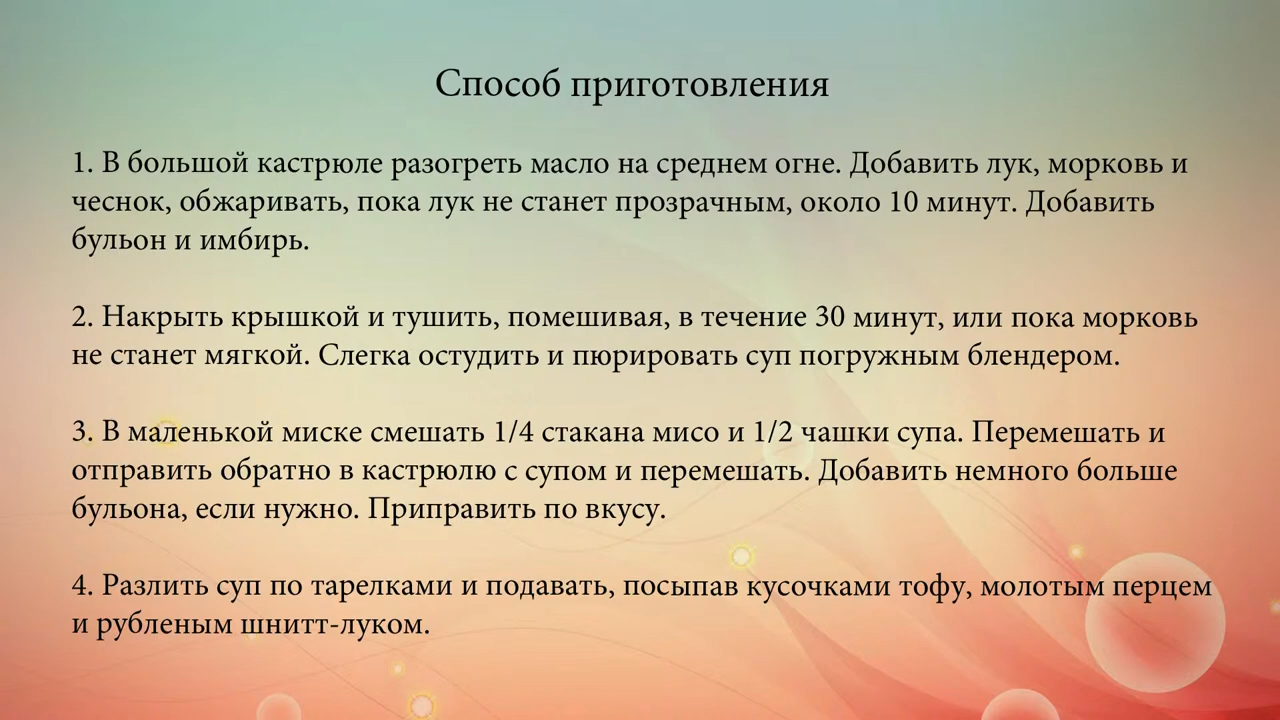 Способ приготовления
1. В большой кастрюле разогреть масло на среднем огне. Добавить лук, морковь и
чеснок, обжаривать, пока лук не станет прозрачным, около 10 минут. Добавить
бульон и имбирь.
2. Накрыть крышкой и тушить, помешивая, в течение 30 минут, или пока морковь
не станет мягкой. Слегка остудить и пюрировать суп погружным блендером.
3. В маленькой миске смешать 1/4 стакана мисо и 1/2 чашки супа. Перемешать и
отправить обратно в кастрюлю с супом и перемешать. Добавить немного больше
бульона, если нужно. Приправить по вкусу.
4. Разлить суп по тарелками и подавать, посыпав кусочками тофу, молотым перцем
и рубленым шнитт-луком.